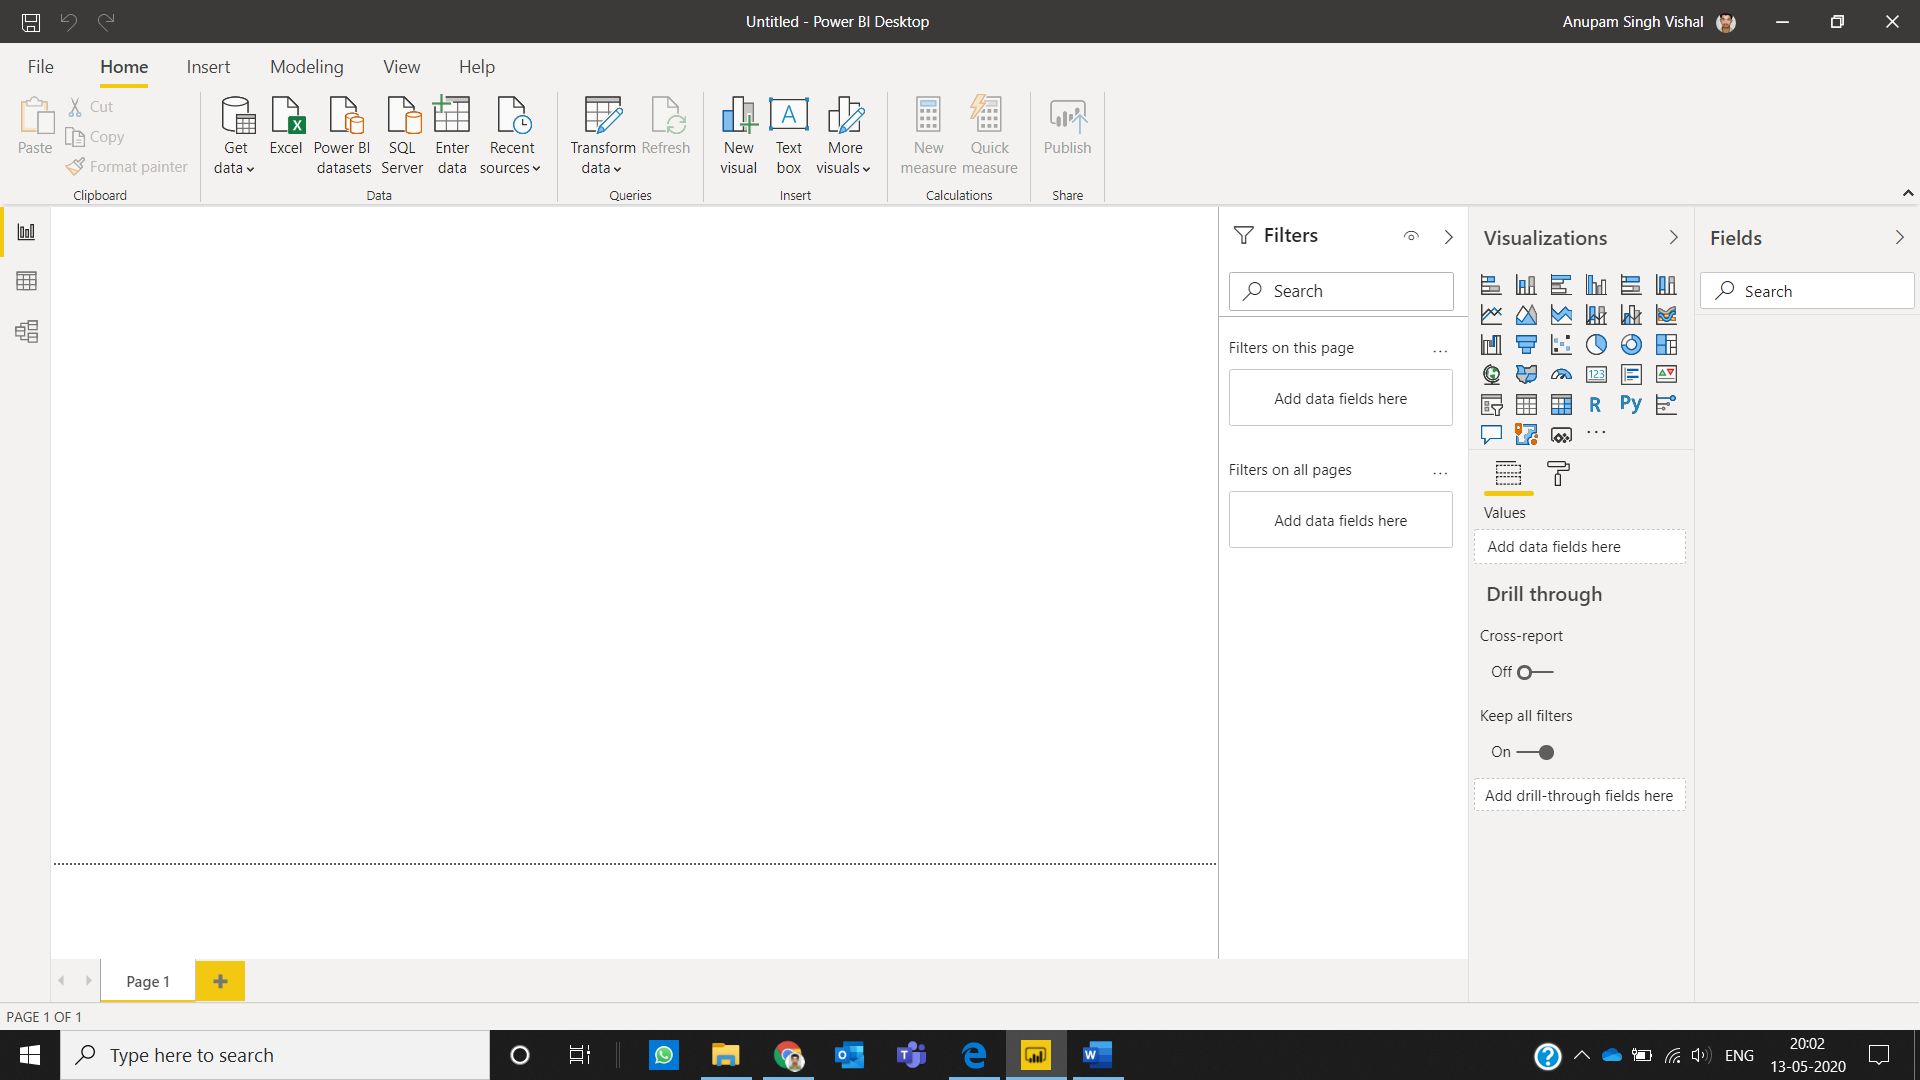 Untitled - Power BI Desktop
Anupam Singh Vishal
File Home Insert Modeling View Help
Paste
Cut
Copy
Format painter
Clipboard
Get data
Excel
Power BI datasets
SQL Server
Enter data
Recent sources
Data
Transform data
Refresh
Queries
New visual
A
Text box
More visuals
Insert
New measure
Quick measure
Calculations
Publish
Share
Filters
Search
Filters on this page
...
Add data fields here
Filters on all pages
...
Add data fields here
Visualizations
123
R
Py
...
Values
Add data fields here
Drill through
Cross-report
Off
Keep all filters
On
Add drill-through fields here
Fields
Search
Page 1
PAGE 1 OF 1
Type here to search
ENG
20:02
13-05-2020